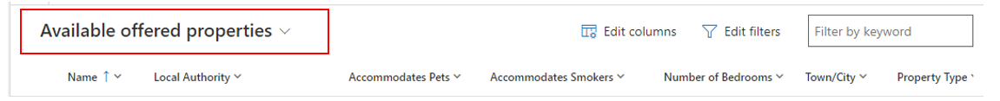 Available offered properties Edit columns Edit filters Filter by keyword
Name Local Authority Accommodates Pets Accommodates Smokers Number of Bedrooms Town/City Property Type